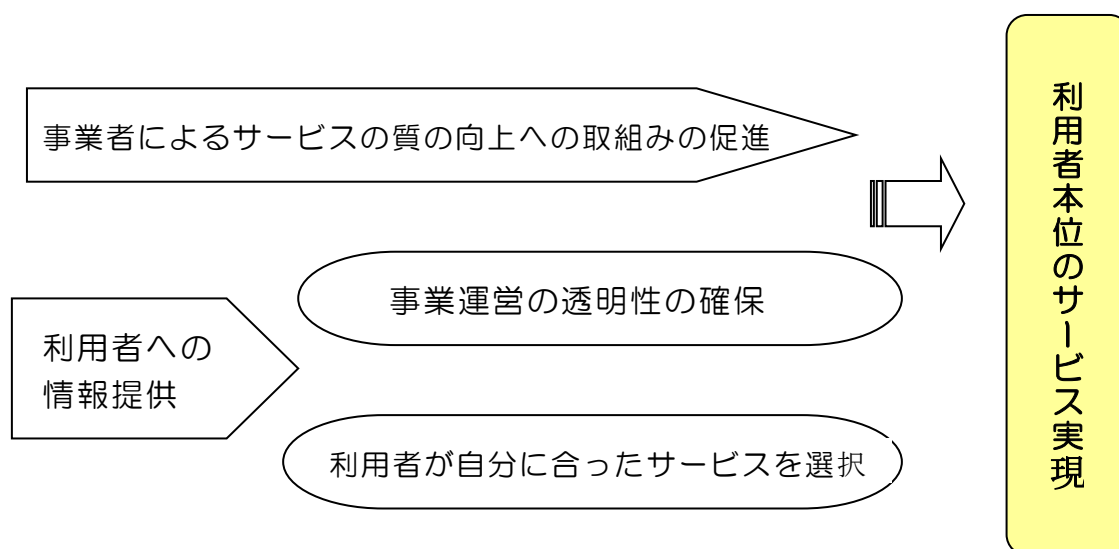 事業者によるサービスの質の向上への取組みの促進
事業運営の透明性の確保
利用者への
情報提供
利用者が自分に合ったサービスを選択
利用者本位のサービス実現